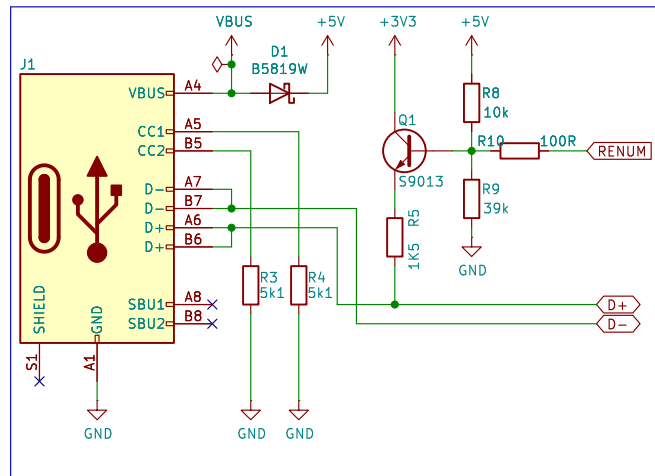 VBUS
+5V
+3V3
+5V
J1
D1
B5819W
VBUS
A4
CC1
A5
CC2
B5
D-
A7
D-
B7
D+
A6
D+
B6
SBU1
A8
SBU2
B8
SHIELD
GND
S1
A1
GND
R3
5k1
R4
5k1
GND
GND
Q1
S9013
R8
10k
R10
100R
RENUM
R9
39k
GND
R5
1K5
D+
D-